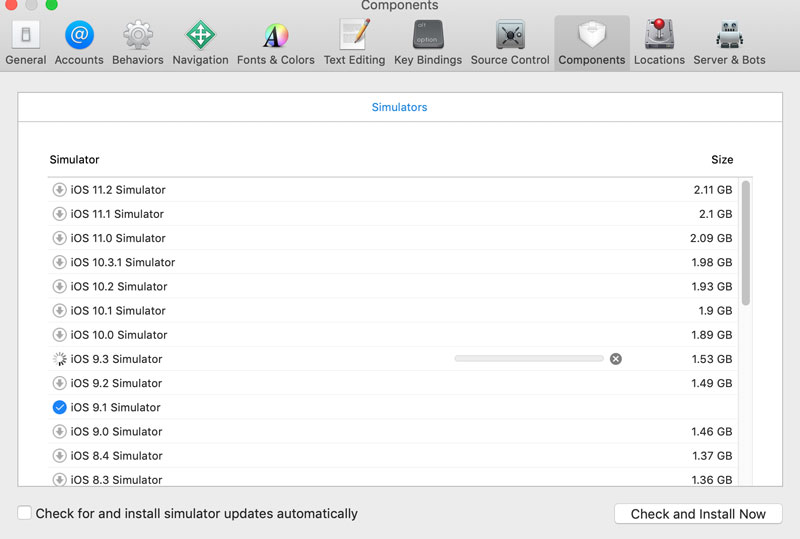 Components
General Accounts Behaviors Navigation Fonts & Colors Text Editing Key Bindings Source Control Components Locations Server & Bots
Simulators
Simulator Size
iOS 11.2 Simulator 2.11 GB
iOS 11.1 Simulator 2.1 GB
iOS 11.0 Simulator 2.09 GB
iOS 10.3.1 Simulator 1.98 GB
iOS 10.2 Simulator 1.93 GB
iOS 10.1 Simulator 1.9 GB
iOS 10.0 Simulator 1.89 GB
iOS 9.3 Simulator 1.53 GB
iOS 9.2 Simulator 1.49 GB
iOS 9.1 Simulator
iOS 9.0 Simulator 1.46 GB
iOS 8.4 Simulator 1.37 GB
iOS 8.3 Simulator 1.36 GB
Check for and install simulator updates automatically Check and Install Now